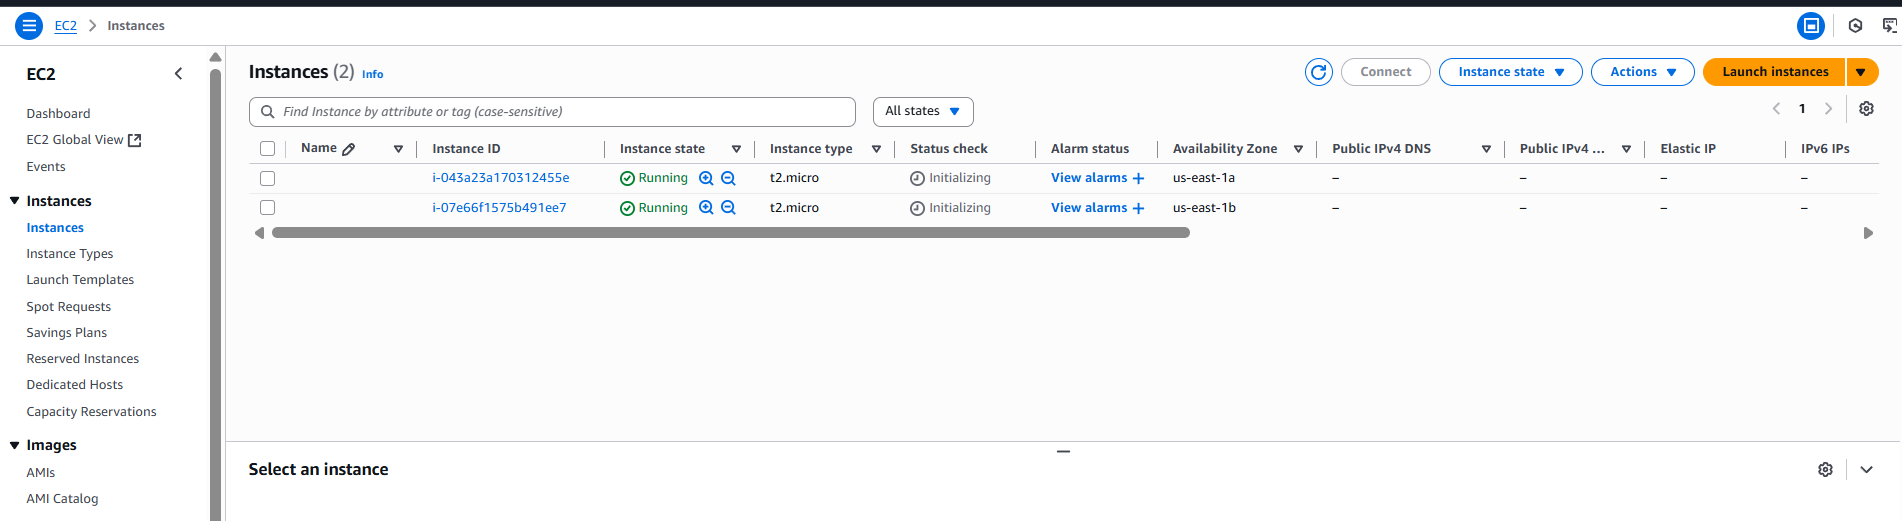 EC2 > Instances
EC2
Dashboard
EC2 Global View
Events
Instances
Instances
Instance Types
Launch Templates
Spot Requests
Savings Plans
Reserved Instances
Dedicated Hosts
Capacity Reservations
Images
AMIs
AMI Catalog
Instances (2) Info
Connect Instance state Actions Launch instances
Find Instance by attribute or tag (case-sensitive) All states 1
Name Instance ID Instance state Instance type Status check Alarm status Availability Zone Public IPv4 DNS Public IPv4 ... Elastic IP IPv6 IPs
i-043a23a170312455e Running t2.micro Initializing View alarms + us-east-1a – – – –
i-07e66f1575b491ee7 Running t2.micro Initializing View alarms + us-east-1b – – – –
Select an instance